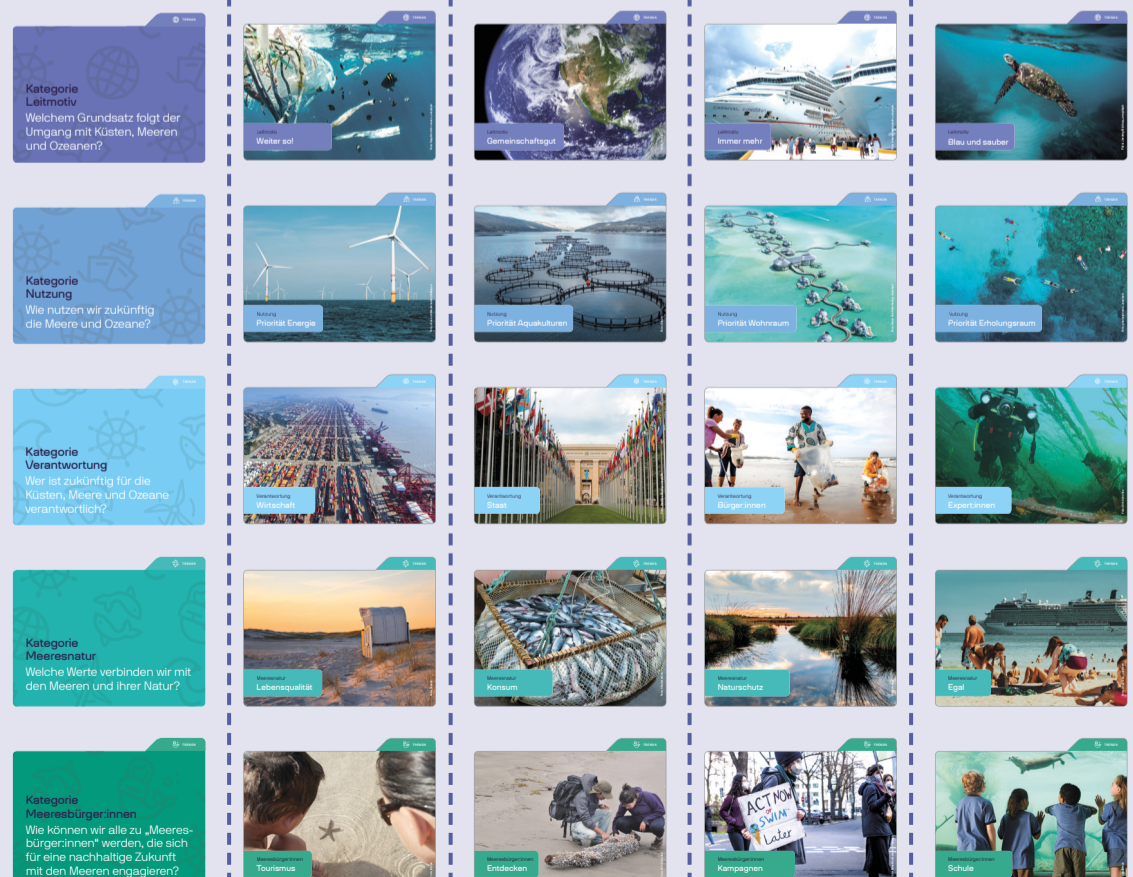 Kategorie
Leitmotiv
Welchem Grundsatz folgt der
Umgang mit Küsten, Meeren
und Ozeanen?
Leitmotiv
Weiter so!
Leitmotiv
Gemeinschaftsgut
Leitmotiv
Immer mehr
Leitmotiv
Blau und sauber
Kategorie
Nutzung
Wie nutzen wir zukünftig
die Meere und Ozeane?
Nutzung
Priorität Energie
Nutzung
Priorität Aquakulturen
Nutzung
Priorität Wohnraum
Nutzung
Priorität Erholungsraum
Kategorie
Verantwortung
Wer ist zukünftig für die
Küsten, Meere und Ozeane
verantwortlich?
Verantwortung
Wirtschaft
Verantwortung
Staat
Verantwortung
Bürger:innen
Verantwortung
Expert:innen
Kategorie
Meeresnatur
Welche Werte verbinden wir mit
den Meeren und ihrer Natur?
Meeresnatur
Lebensqualität
Meeresnatur
Konsum
Meeresnatur
Naturschutz
Meeresnatur
Egal
Kategorie
Meeresbürger:innen
Wie können wir alle zu „Meeres-
bürger:innen“ werden, die sich
für eine nachhaltige Zukunft
mit den Meeren engagieren?
Meeresbürger:innen
Tourismus
Meeresbürger:innen
Entdecken
ACT NOW
or
SWIM
Later
Meeresbürger:innen
Kampagnen
Meeresbürger:innen
Schule